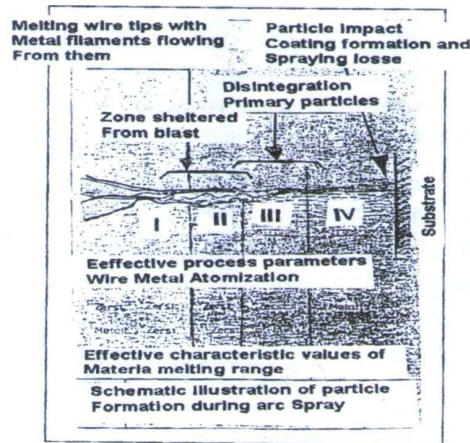 Melting wire tips with
Metal filaments flowing
From them
Particle impact
Coating formation and
Spraying losse
Disintegration
Primary particles
Zone sheltered
From blast
I II III IV
Substrate
Eeffective process parameters
Wire Metal Atomization
Effective characteristic values of
Materia melting range
Schematic illustration of particle
Formation during arc Spray